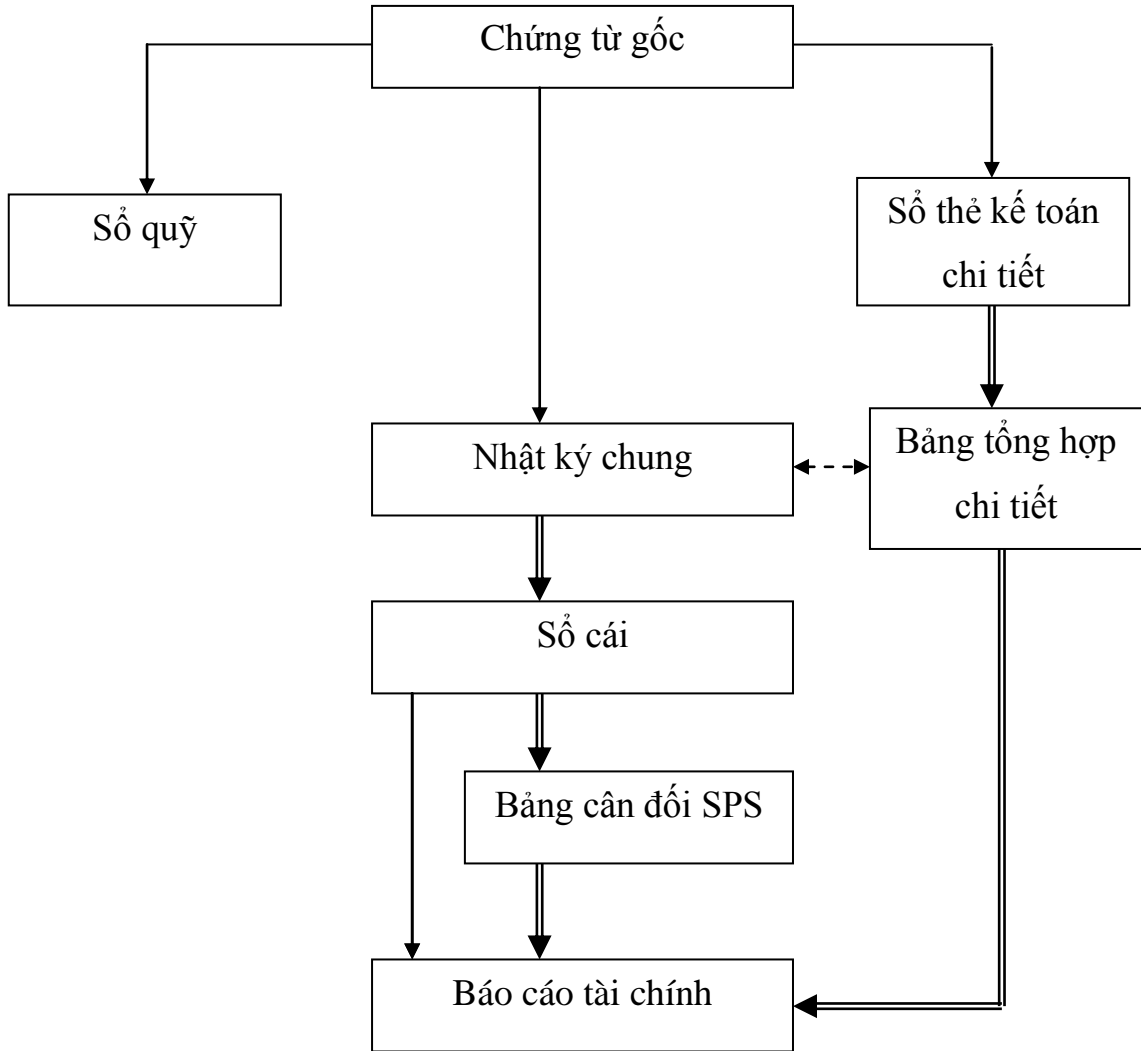 Chứng từ gốc
Sổ quỹ
Sổ thẻ kế toán
chi tiết
Nhật ký chung
Bảng tổng hợp
chi tiết
Sổ cái
Bảng cân đối SPS
Báo cáo tài chính